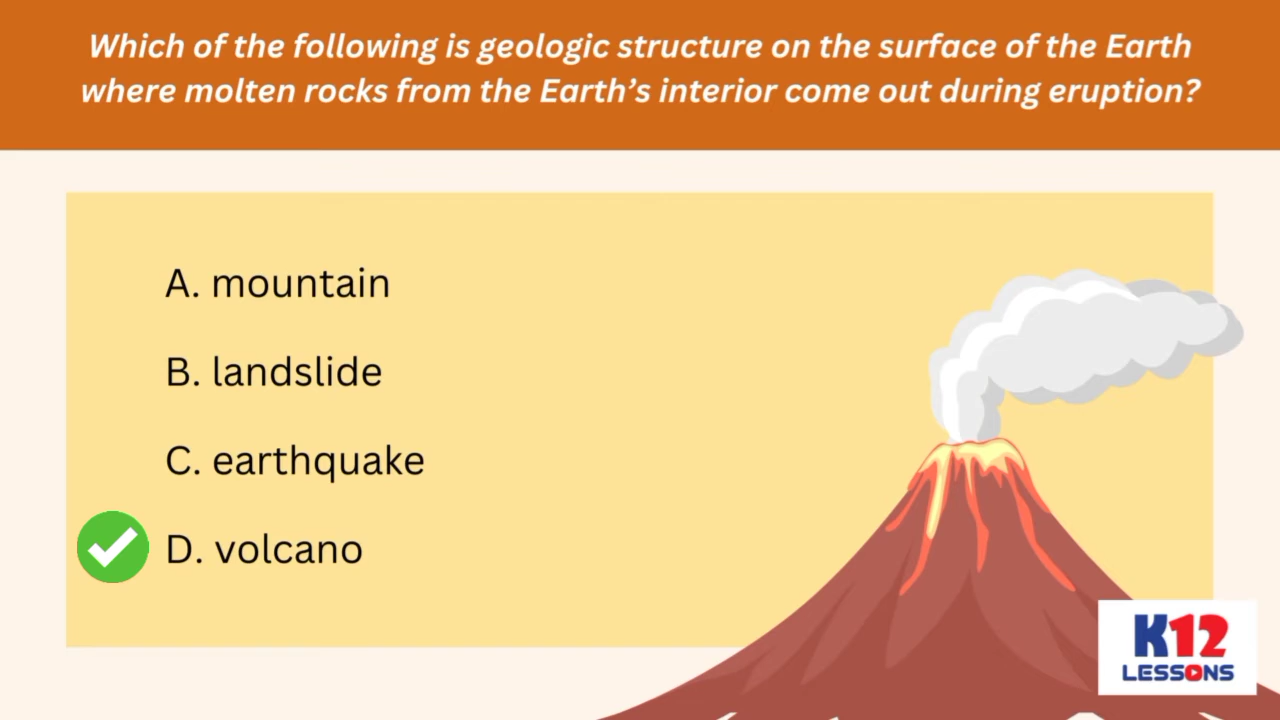 Which of the following is geologic structure on the surface of the Earth
where molten rocks from the Earth’s interior come out during eruption?
A. mountain
B. landslide
C. earthquake
D. volcano
K12
LESSONS